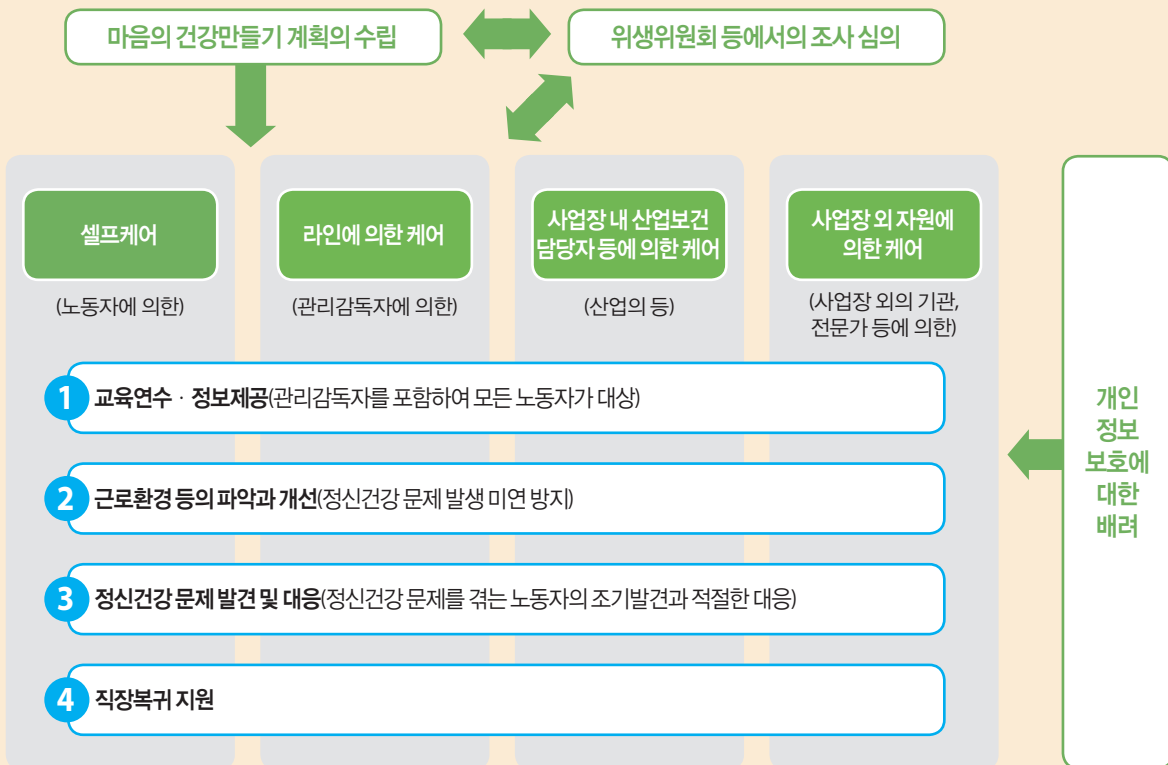 마음의 건강만들기 계획의 수립
위생위원회 등에서의 조사 심의
셀프케어
(노동자에 의한)
라인에 의한 케어
(관리감독자에 의한)
사업장 내 산업보건
담당자 등에 의한 케어
(산업의 등)
사업장 외 자원에
의한 케어
(사업장 외의 기관,
전문가 등에 의한)
1 교육연수 · 정보제공(관리감독자를 포함하여 모든 노동자가 대상)
2 근로환경 등의 파악과 개선(정신건강 문제 발생 미연 방지)
3 정신건강 문제 발견 및 대응(정신건강 문제를 겪는 노동자의 조기발견과 적절한 대응)
4 직장복귀 지원
개인
정보
보호에
대한
배려